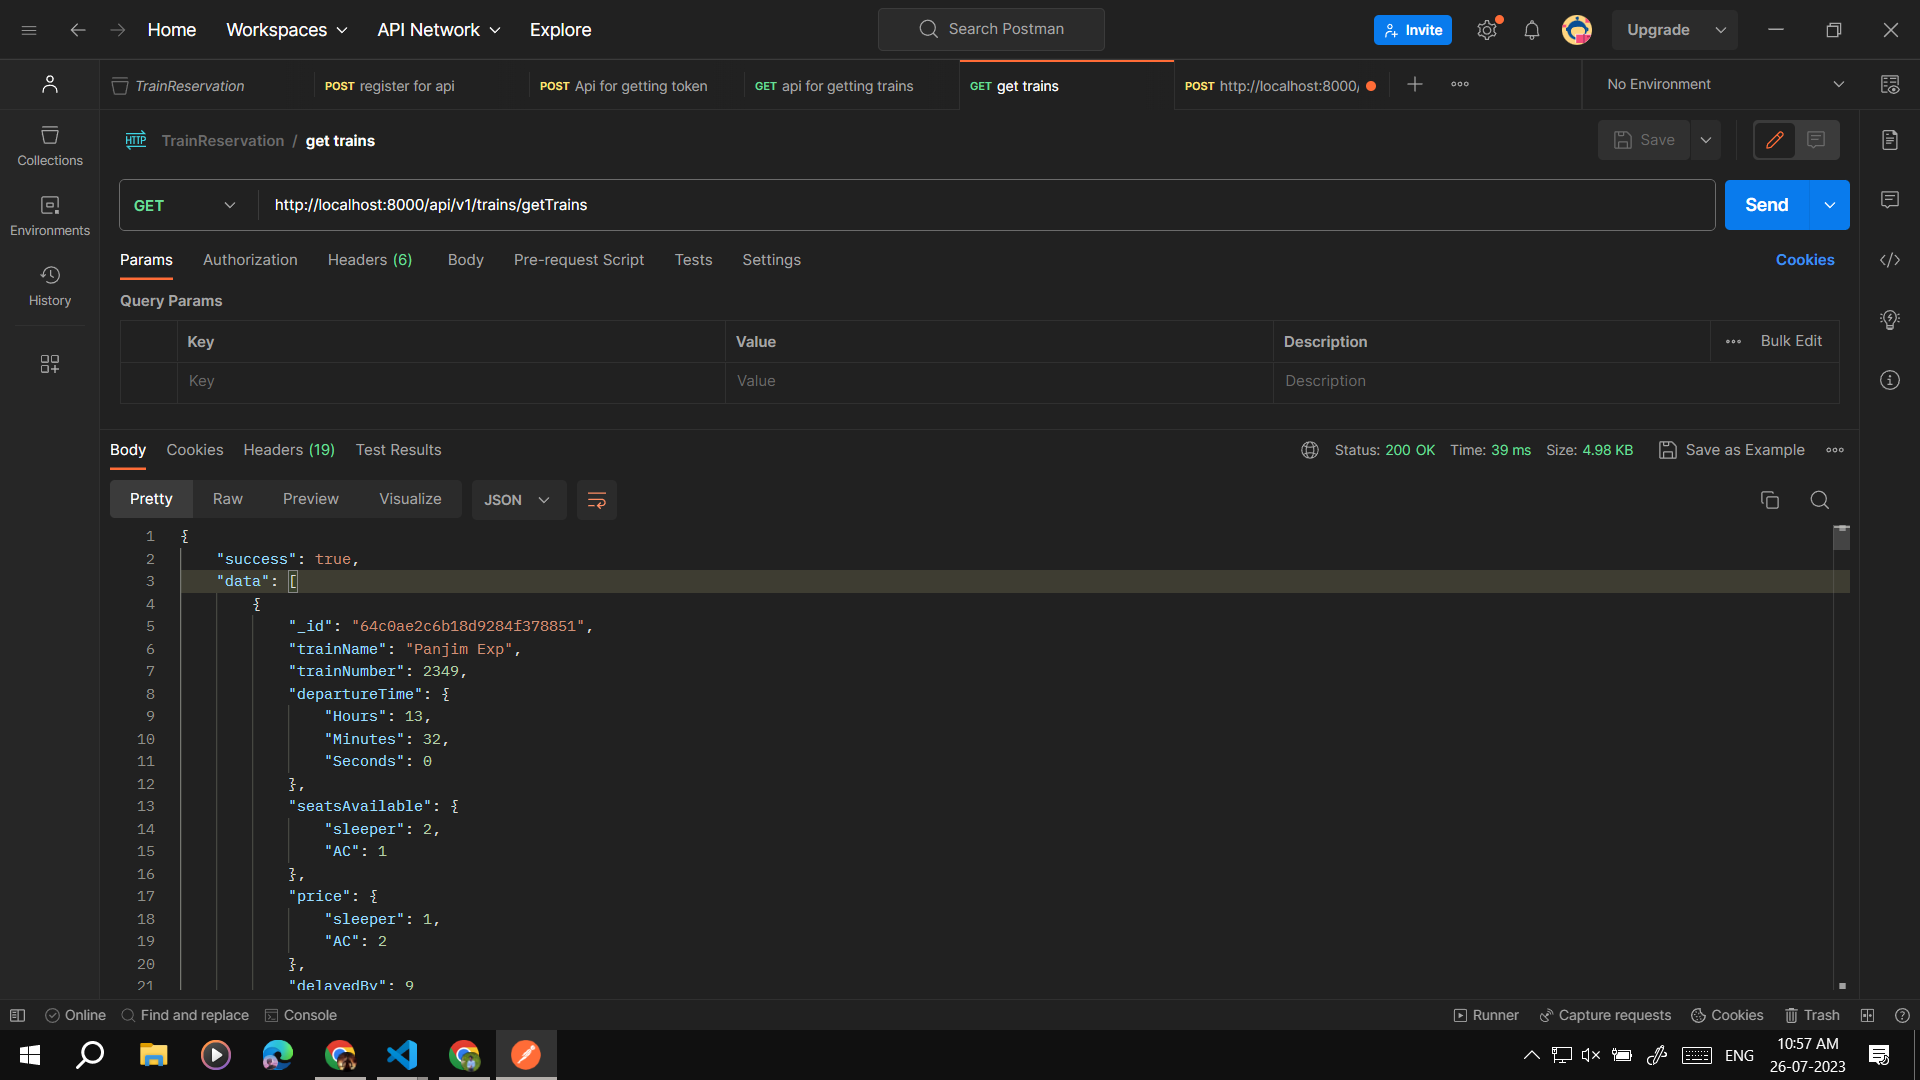 Home Workspaces API Network Explore Search Postman Invite Upgrade
TrainReservation POST register for api POST Api for getting token GET api for getting trains GET get trains POST http://localhost:8000/ No Environment
HTTP TrainReservation / get trains Save
Collections
GET http://localhost:8000/api/v1/trains/getTrains Send
Environments
Params Authorization Headers (6) Body Pre-request Script Tests Settings Cookies
History
Query Params
Key Value Description Bulk Edit
Key Value Description
Body Cookies Headers (19) Test Results Status: 200 OK Time: 39 ms Size: 4.98 KB Save as Example
Pretty Raw Preview Visualize JSON
1 {
2 "success": true,
3 "data": [
4 {
5 "_id": "64c0ae2c6b18d9284f378851",
6 "trainName": "Panjim Exp",
7 "trainNumber": 2349,
8 "departureTime": {
9 "Hours": 13,
10 "Minutes": 32,
11 "Seconds": 0
12 },
13 "seatsAvailable": {
14 "sleeper": 2,
15 "AC": 1
16 },
17 "price": {
18 "sleeper": 1,
19 "AC": 2
20 },
21 "delayedBy": 9
Online Find and replace Console Runner Capture requests Cookies Trash
ENG 10:57 AM
26-07-2023